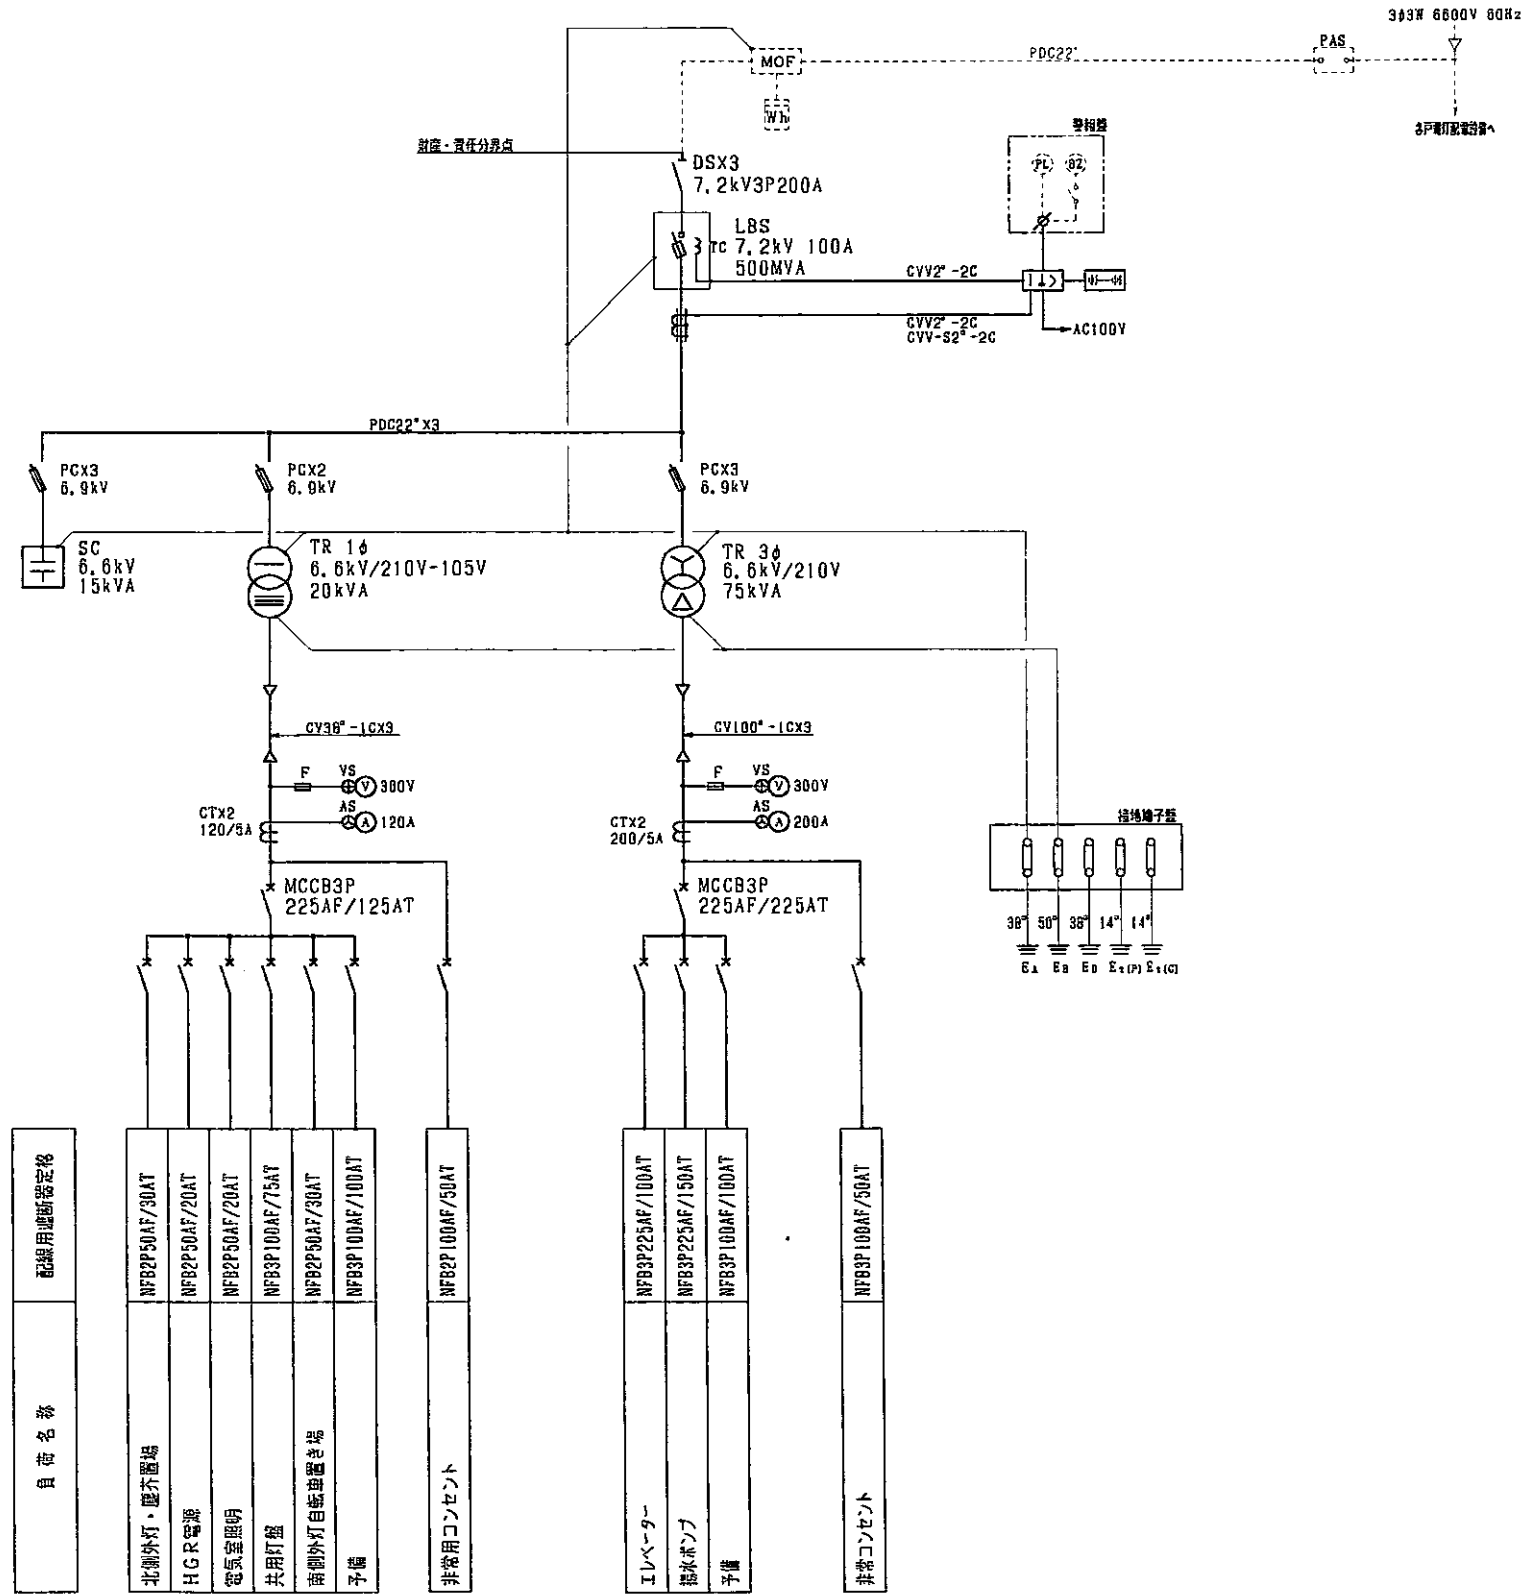 3φ3W 6600V 60Hz
PAS
PDC22°
MOF
Wh
各戸電灯配電設備へ
警報盤
PL
BZ
財産・責任分界点
DSX3
7.2kV3P200A
LBS
TC 7.2kV 100A
500MVA
CVV2°-2C
I⊥>
CVV2°-2C
CVV-S2°-2C
AC100V
PDC22°X3
PCX3
6.9kV
PCX2
6.9kV
PCX3
6.9kV
SC
6.6kV
15kVA
TR 1φ
6.6kV/210V-105V
20kVA
TR 3φ
6.6kV/210V
75kVA
CV38°-1CX3
CV100°-1CX3
F
VS
V
300V
AS
A
120A
CTX2
120/5A
F
VS
V
300V
AS
A
200A
CTX2
200/5A
接地端子盤
MCCB3P
225AF/125AT
MCCB3P
225AF/225AT
38° 50° 38° 14° 14°
EA EB ED E2(P) E1(C)
配線用遮断器定格
負荷名称
NFB2P50AF/30AT
北側外灯・塵芥置場
NFB2P50AF/20AT
HGR電源
NFB2P50AF/20AT
電気室照明
NFB3P100AF/75AT
共用灯盤
NFB2P50AF/30AT
南側外灯自転車置き場
NFB3P100AF/100AT
予備
NFB2P100AF/50AT
非常用コンセント
NFB3P225AF/100AT
エレベーター
NFB3P225AF/150AT
揚水ポンプ
NFB3P100AF/100AT
予備
NFB3P100AF/50AT
非常コンセント